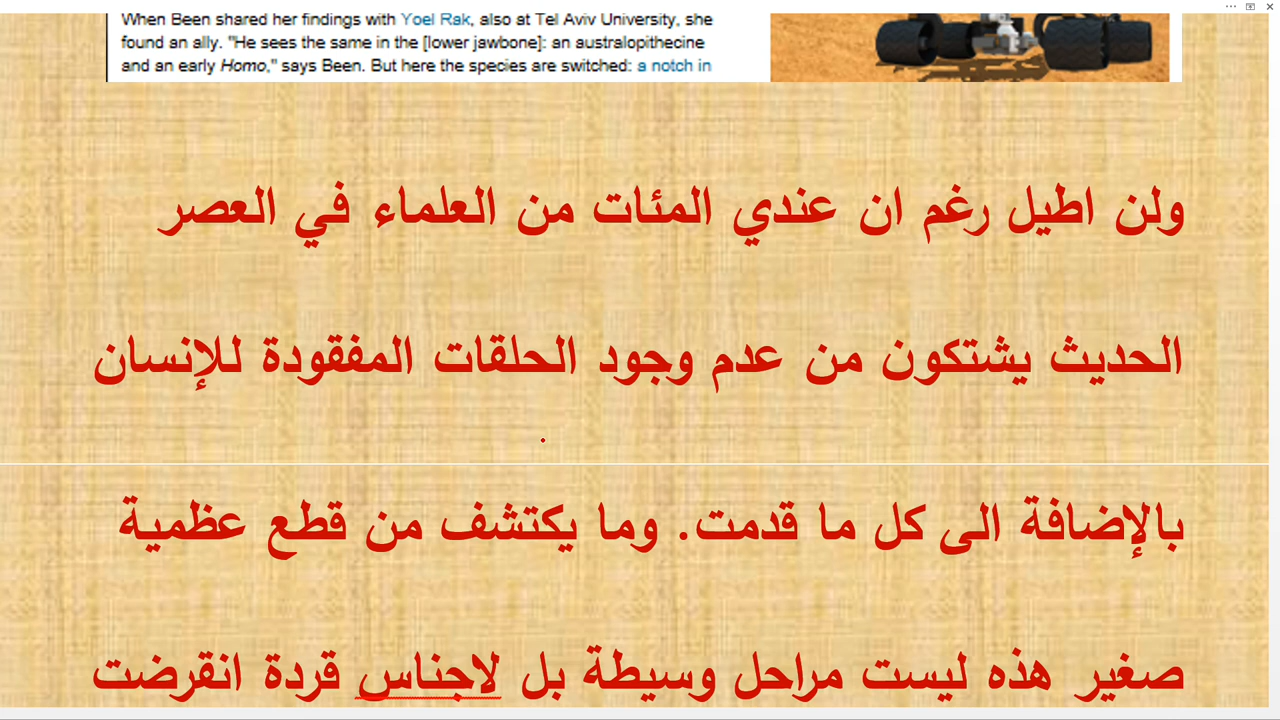 When Been shared her findings with Yoel Rak, also at Tel Aviv University, she
found an ally. "He sees the same in the [lower jawbone]: an australopithecine
and an early Homo," says Been. But here the species are switched: a notch in
ولن اطيل رغم ان عندي المئات من العلماء في العصر
الحديث يشتكون من عدم وجود الحلقات المفقودة للإنسان
بالإضافة الى كل ما قدمت. وما يكتشف من قطع عظمية
صغير هذه ليست مراحل وسيطة بل لاجناس قردة انقرضت